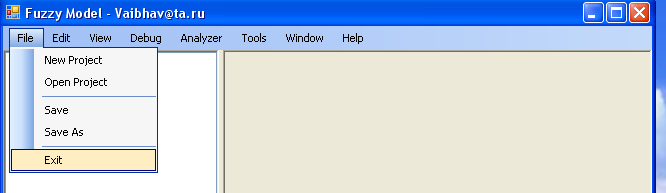 Fuzzy Model - Vaibhav@ta.ru
File Edit View Debug Analyzer Tools Window Help
New Project
Open Project
Save
Save As
Exit